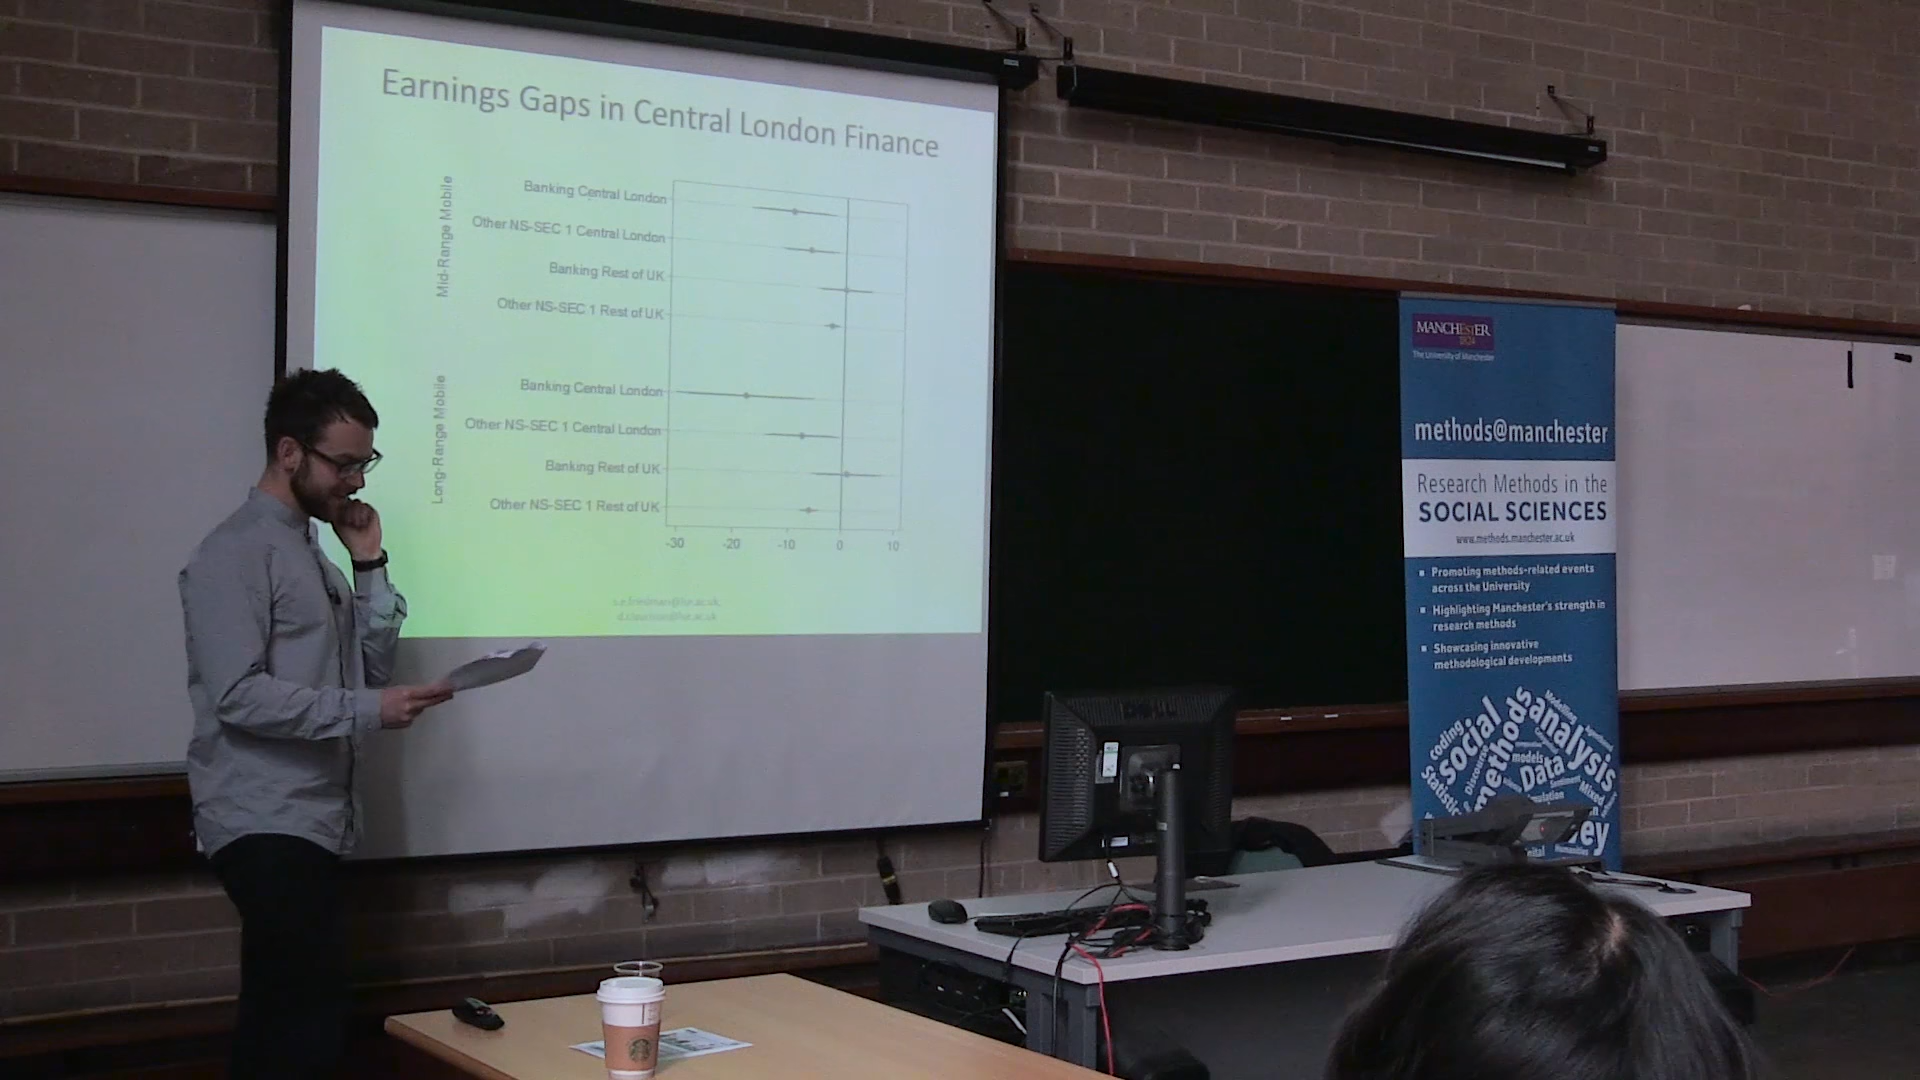 Earnings Gaps in Central London Finance
Mid-Range Mobile
Banking Central London
Other NS-SEC 1 Central London
Banking Rest of UK
Other NS-SEC 1 Rest of UK
Long-Range Mobile
Banking Central London
Other NS-SEC 1 Central London
Banking Rest of UK
Other NS-SEC 1 Rest of UK
-30 -20 -10 0 10
MANCHESTER
1824
The University of Manchester
methods@manchester
Research Methods in the
SOCIAL SCIENCES
www.methods.manchester.ac.uk
Promoting methods-related events
across the University
Highlighting Manchester's strength in
research methods
Showcasing innovative
methodological developments
coding
social
methods
analysis
Modelling
models
Data
Mixed